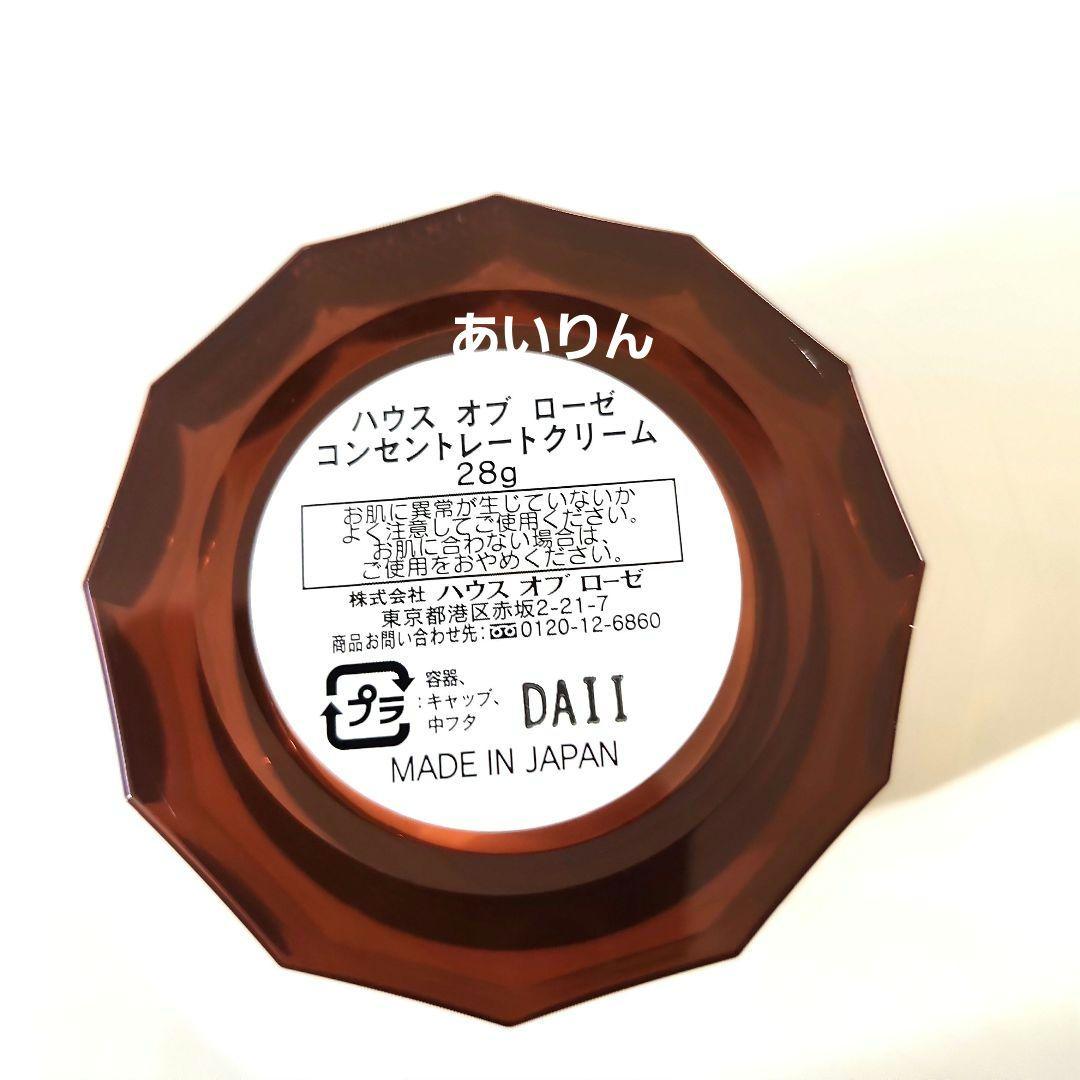 あいりん
ハウス オブ ローゼ
コンセントレートクリーム
28g
お肌に異常が生じていないか
よく注意してご使用ください。
お肌に合わない場合は、
ご使用をおやめください。
株式会社 ハウス オブ ローゼ
東京都港区赤坂2-21-7
商品お問い合わせ先:0120-12-6860
プラ
容器、
:キャップ、
中フタ
DAII
MADE IN JAPAN